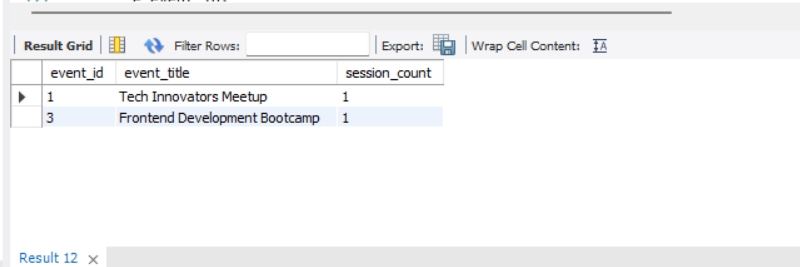 Result Grid Filter Rows: Export: Wrap Cell Content:
event_id event_title session_count
1 Tech Innovators Meetup 1
3 Frontend Development Bootcamp 1
Result 12